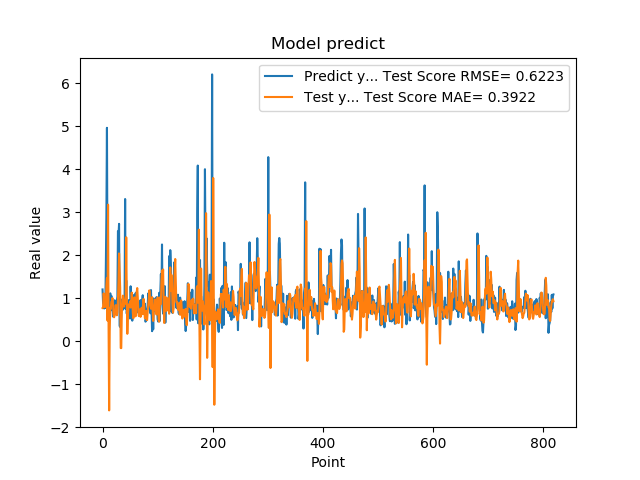 Model predict
Predict y... Test Score RMSE= 0.6223
Test y... Test Score MAE= 0.3922
Real value
6
5
4
3
2
1
0
−1
−2
0 200 400 600 800
Point